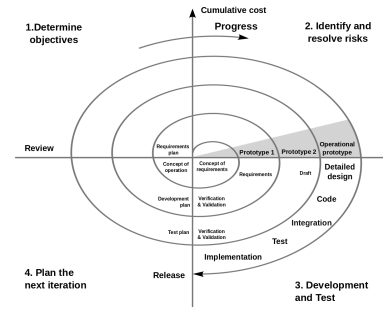 Cumulative cost
1.Determine
objectives
Progress
2. Identify and
resolve risks
Review
Requirements
plan
Prototype 1
Prototype 2
Operational
prototype
Concept of
operation
Concept of
requirements
Requirements
Draft
Detailed
design
Development
plan
Verification
& Validation
Code
Integration
Test plan
Verification
& Validation
Test
Implementation
Release
4. Plan the
next iteration
3. Development
and Test